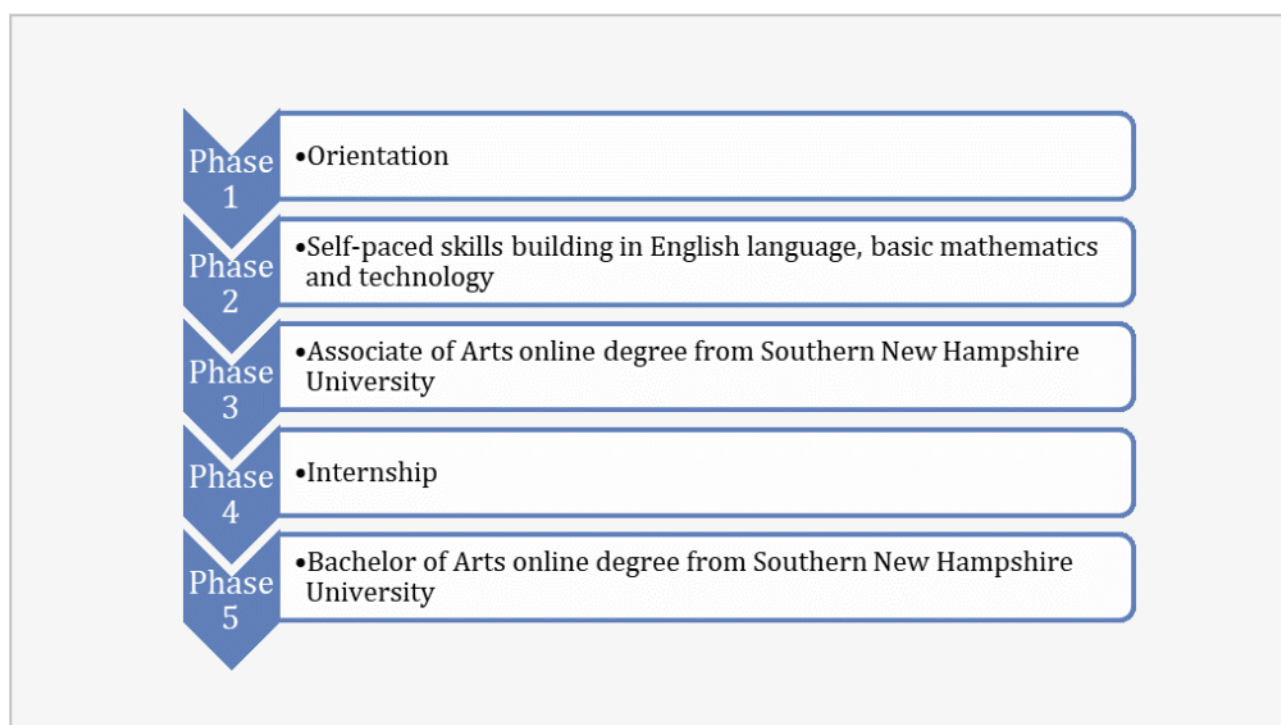 Phase
1
•Orientation
Phase
2
•Self-paced skills building in English language, basic mathematics
and technology
Phase
3
•Associate of Arts online degree from Southern New Hampshire
University
Phase
4
•Internship
Phase
5
•Bachelor of Arts online degree from Southern New Hampshire
University